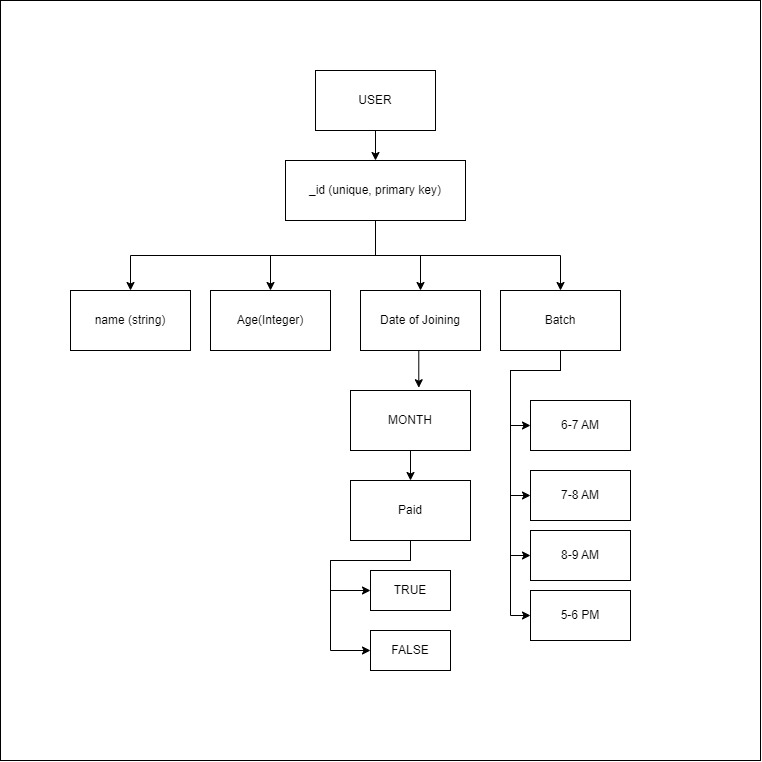 USER
_id (unique, primary key)
name (string)
Age(Integer)
Date of Joining
Batch
MONTH
Paid
TRUE
FALSE
6-7 AM
7-8 AM
8-9 AM
5-6 PM